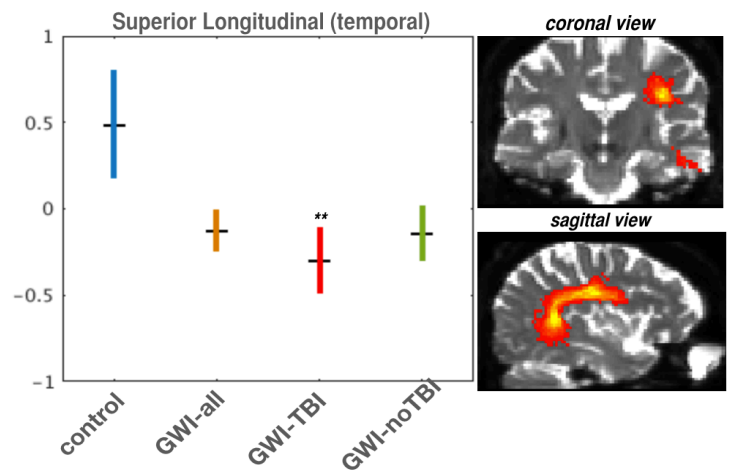 Superior Longitudinal (temporal)
coronal view
1
0.5
**
0
sagittal view
−0.5
−1
control
GWI-all
GWI-TBI
GWI-noTBI